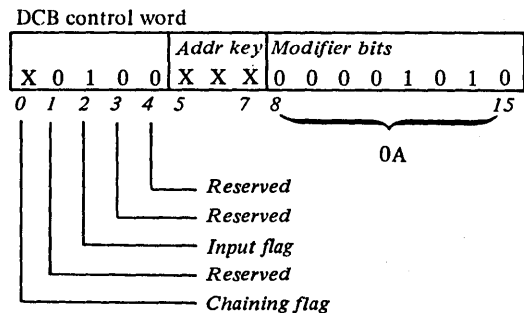 DCB control word
Addr key Modifier bits
X 0 1 0 0 X X X 0 0 0 0 1 0 1 0
0 1 2 3 4 5 7 8 15
0A
Reserved
Reserved
Input flag
Reserved
Chaining flag